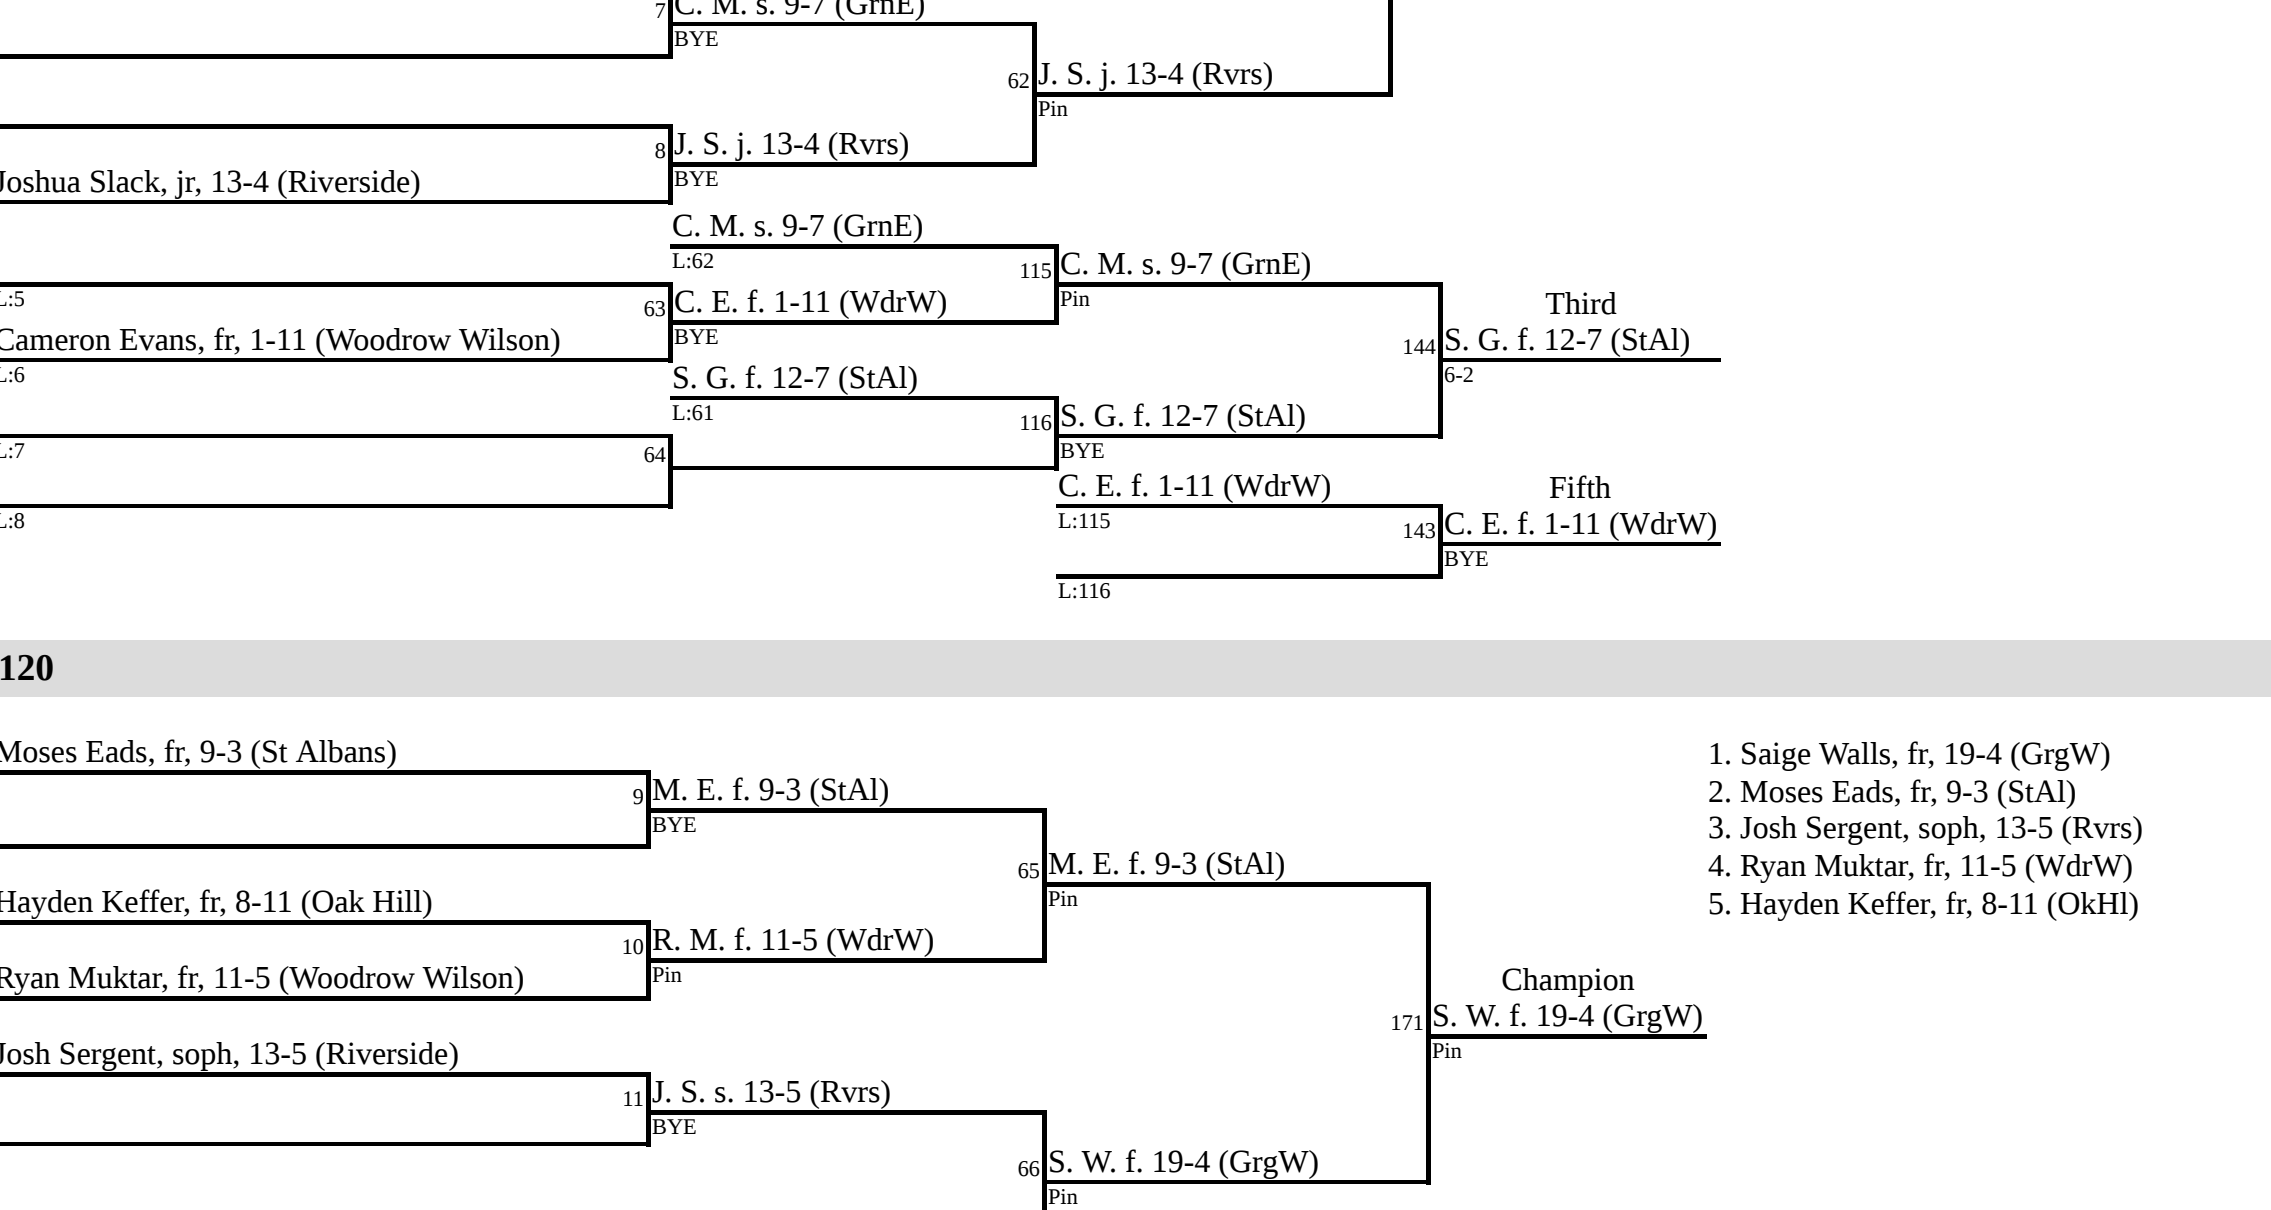 7 C. M. s. 9-7 (GrnE)
BYE
62 J. S. j. 13-4 (Rvrs)
Pin
8 J. S. j. 13-4 (Rvrs)
BYE
Joshua Slack, jr, 13-4 (Riverside)
C. M. s. 9-7 (GrnE)
L:62
115 C. M. s. 9-7 (GrnE)
Pin
L:5
63 C. E. f. 1-11 (WdrW)
BYE
Cameron Evans, fr, 1-11 (Woodrow Wilson)
L:6
Third
144 S. G. f. 12-7 (StAl)
6-2
S. G. f. 12-7 (StAl)
L:61
116 S. G. f. 12-7 (StAl)
BYE
L:7
64
L:8
C. E. f. 1-11 (WdrW)
L:115
Fifth
143 C. E. f. 1-11 (WdrW)
BYE
L:116
120
Moses Eads, fr, 9-3 (St Albans)
9 M. E. f. 9-3 (StAl)
BYE
65 M. E. f. 9-3 (StAl)
Pin
Hayden Keffer, fr, 8-11 (Oak Hill)
10 R. M. f. 11-5 (WdrW)
Pin
Ryan Muktar, fr, 11-5 (Woodrow Wilson)
Champion
171 S. W. f. 19-4 (GrgW)
Pin
Josh Sergent, soph, 13-5 (Riverside)
11 J. S. s. 13-5 (Rvrs)
BYE
66 S. W. f. 19-4 (GrgW)
Pin
1. Saige Walls, fr, 19-4 (GrgW)
2. Moses Eads, fr, 9-3 (StAl)
3. Josh Sergent, soph, 13-5 (Rvrs)
4. Ryan Muktar, fr, 11-5 (WdrW)
5. Hayden Keffer, fr, 8-11 (OkHl)